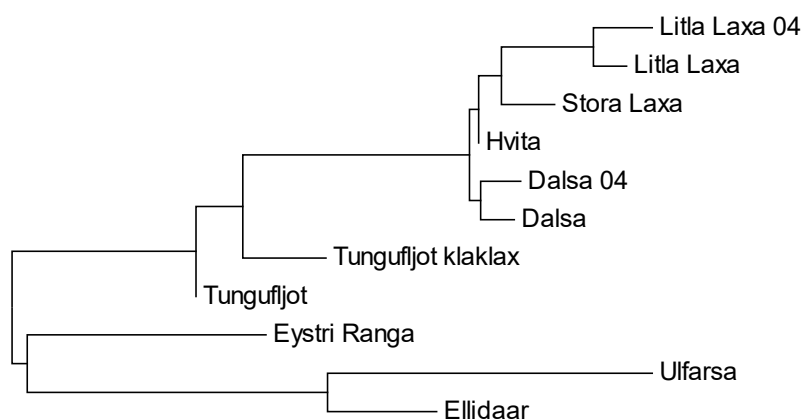 Litla Laxa 04
Litla Laxa
Stora Laxa
Hvita
Dalsa 04
Dalsa
Tungufljot klaklax
Tungufljot
Eystri Ranga
Ulfarsa
Ellidaar